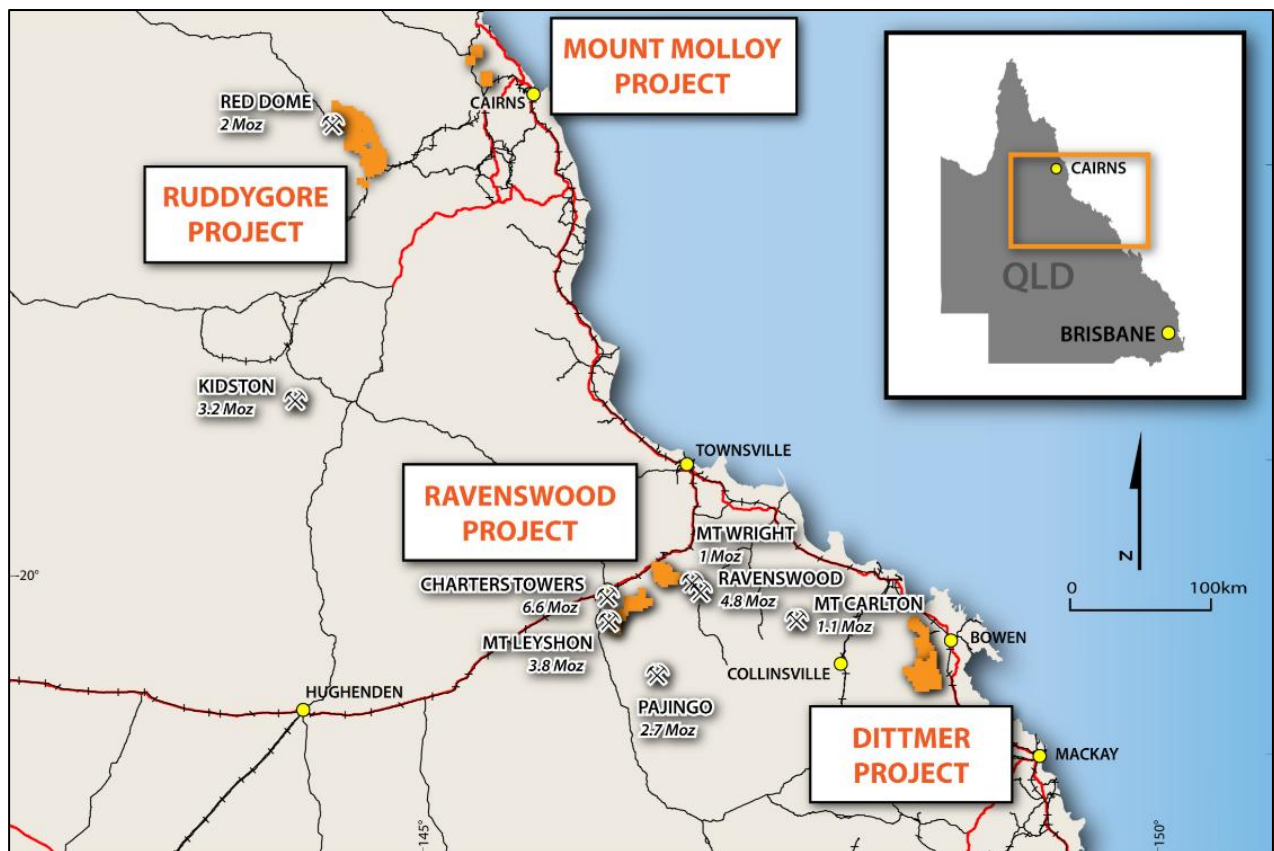 MOUNT MOLLOY
PROJECT
RED DOME
2 Moz
CAIRNS
RUDDYGORE
PROJECT
CAIRNS
QLD
BRISBANE
KIDSTON
3.2 Moz
TOWNSVILLE
RAVENSWOOD
PROJECT
MT WRIGHT
1 Moz
CHARTERS TOWERS
6.6 Moz
RAVENSWOOD
4.8 Moz
MT CARLTON
1.1 Moz
MT LEYSHON
3.8 Moz
20°
N
0 100km
BOWEN
COLLINSVILLE
HUGHENDEN
PAJINGO
2.7 Moz
DITTMER
PROJECT
MACKAY
145°
150°